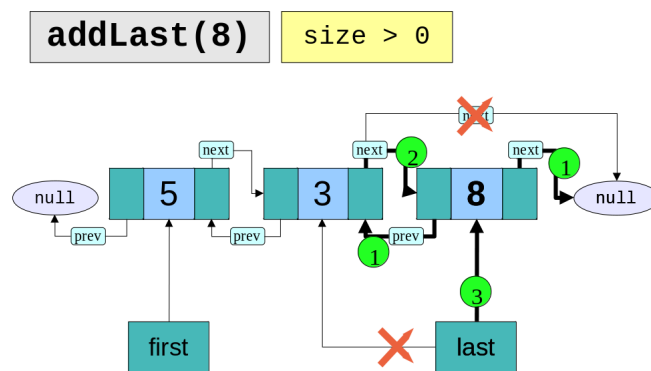 addLast(8)
size > 0
next
next
next
2
next
1
null
5
3
8
null
prev
prev
1
prev
3
first
last